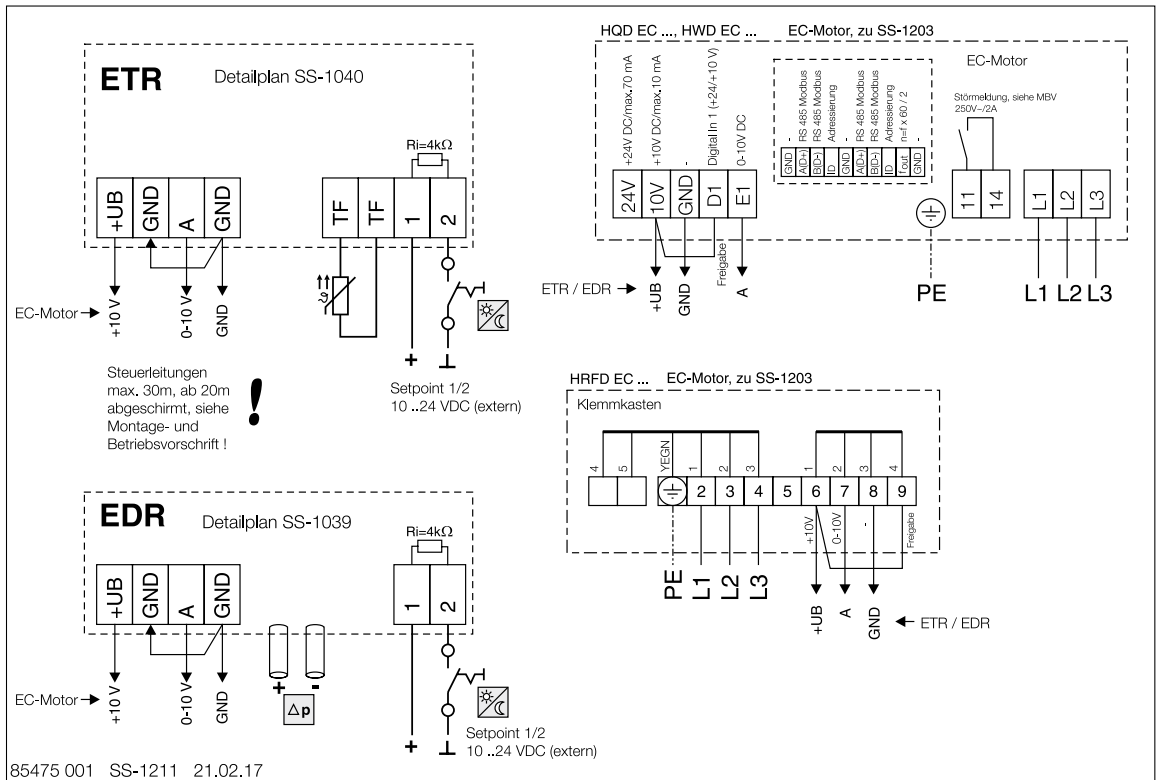 ETR Detailplan SS-1040
Ri=4kΩ
+UB GND A GND
TF TF 1 2
EC-Motor
+10 V 0-10 V GND
+ ⊥
Setpoint 1/2
10 ..24 VDC (extern)
Steuerleitungen
max. 30m, ab 20m
abgeschirmt, siehe
Montage- und
Betriebsvorschrift !
!
EDR Detailplan SS-1039
Ri=4kΩ
+UB GND A GND
1 2
EC-Motor
+10 V 0-10 V GND
+ -
Δp
+ ⊥
Setpoint 1/2
10 ..24 VDC (extern)
HQD EC ..., HWD EC ... EC-Motor, zu SS-1203
EC-Motor
+24V DC/max.70 mA
+10V DC/max.10 mA
-
Digital In 1 (+24/+10 V)
0-10V DC
24V 10V GND D1 E1
-
RS 485 Modbus
RS 485 Modbus
Adressierung
-
RS 485 Modbus
RS 485 Modbus
Adressierung
n=f x 60 / 2
-
GND A(D+) B(D-) ID GND A(D+) B(D-) ID fout GND
Störmeldung, siehe MBV
250V~/2A
11 14
L1 L2 L3
Freigabe
ETR / EDR
+UB GND A
PE L1 L2 L3
HRFD EC ... EC-Motor, zu SS-1203
Klemmkasten
4 5 YEGN 1 2 3 1 2 3 4
2 3 4 5 6 7 8 9
+10V 0-10V - Freigabe
PE L1 L2 L3
+UB A GND
ETR / EDR
85475 001 SS-1211 21.02.17